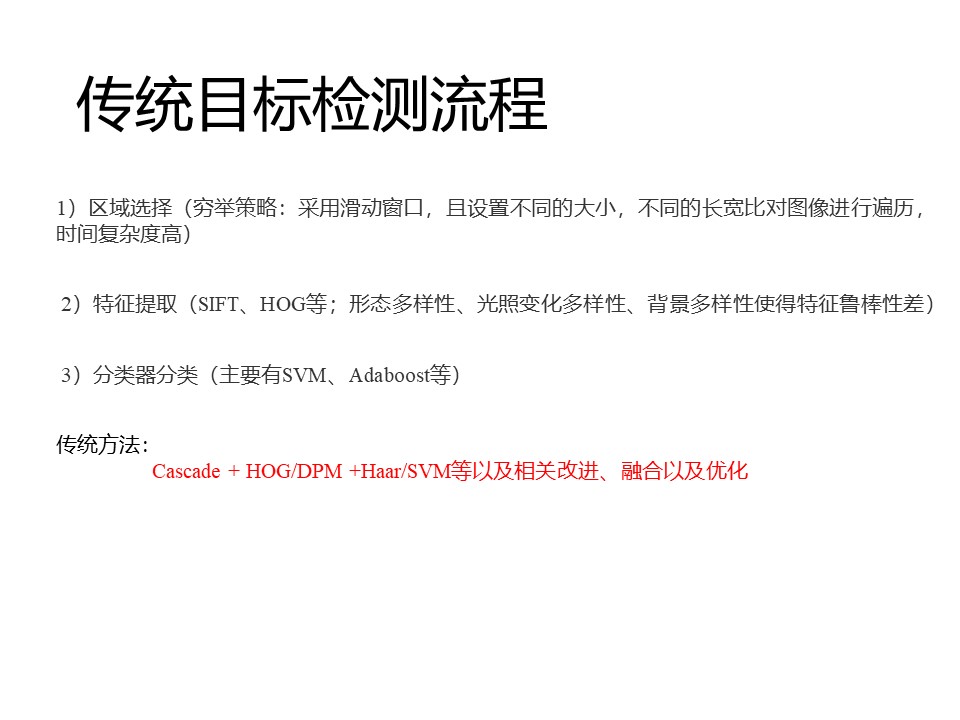 传统目标检测流程
1）区域选择（穷举策略：采用滑动窗口，且设置不同的大小，不同的长宽比对图像进行遍历，
时间复杂度高）
2）特征提取（SIFT、HOG等；形态多样性、光照变化多样性、背景多样性使得特征鲁棒性差）
3）分类器分类（主要有SVM、Adaboost等）
传统方法：
Cascade + HOG/DPM +Haar/SVM等以及相关改进、融合以及优化